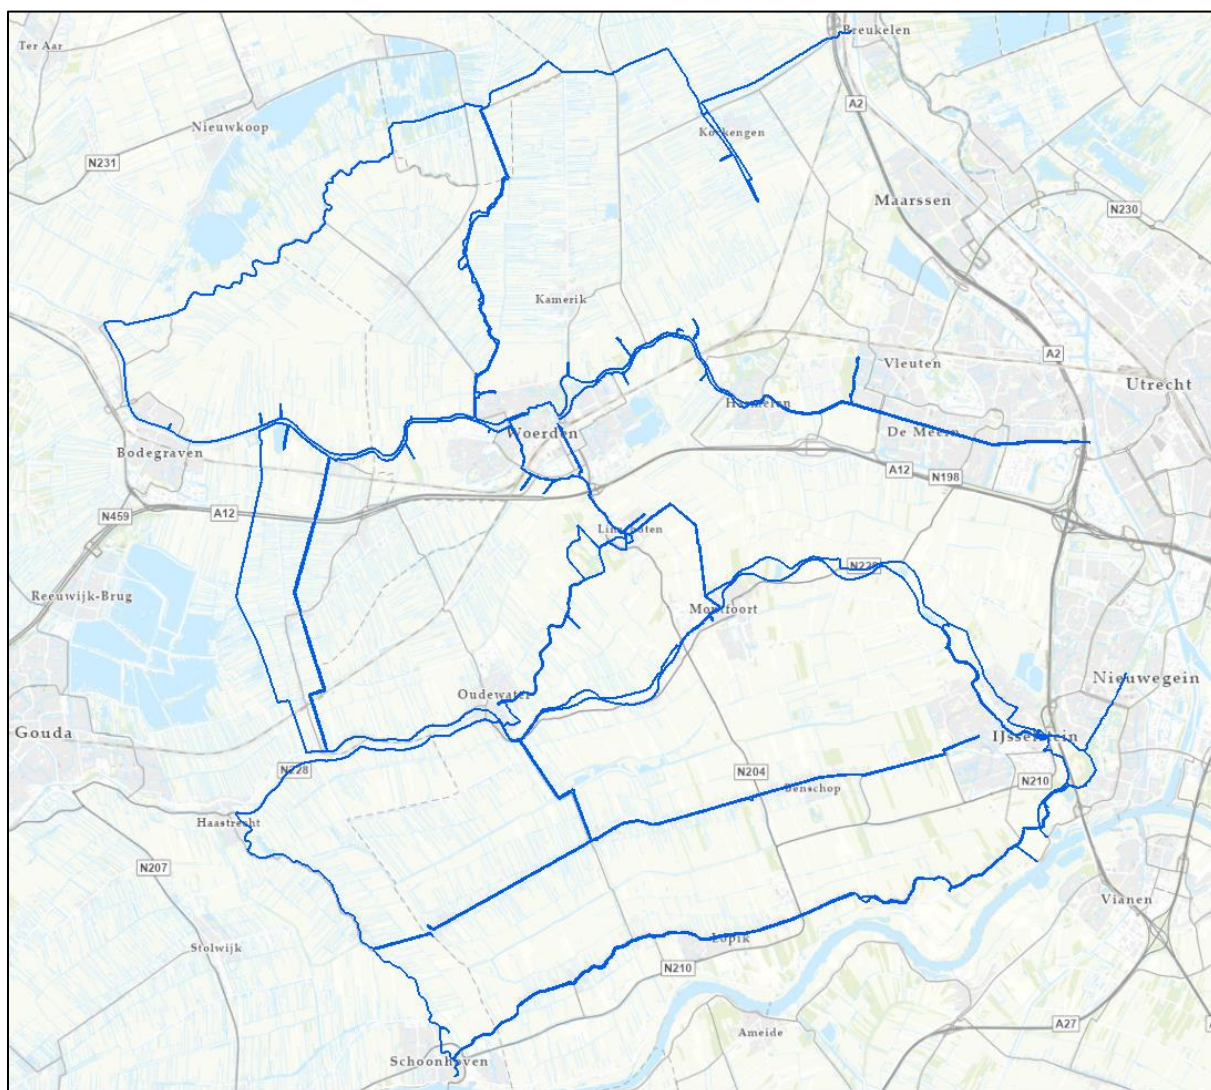 Ter Aar
Breukelen
A2
Nieuwkoop
Kockengen
N231
Maarssen
N230
Kamerik
A2
Vleuten
Utrecht
Harmelen
Woerden
De Meern
Bodegraven
A12
N198
A12
N459
Linschoten
N228
Reeuwijk-Brug
Montfoort
Nieuwegein
Oudewater
Gouda
IJsselstein
N228
N204
N210
Benschop
Haastrecht
N207
Vianen
Stolwijk
Lopik
N210
A27
Ameide
Schoonhoven